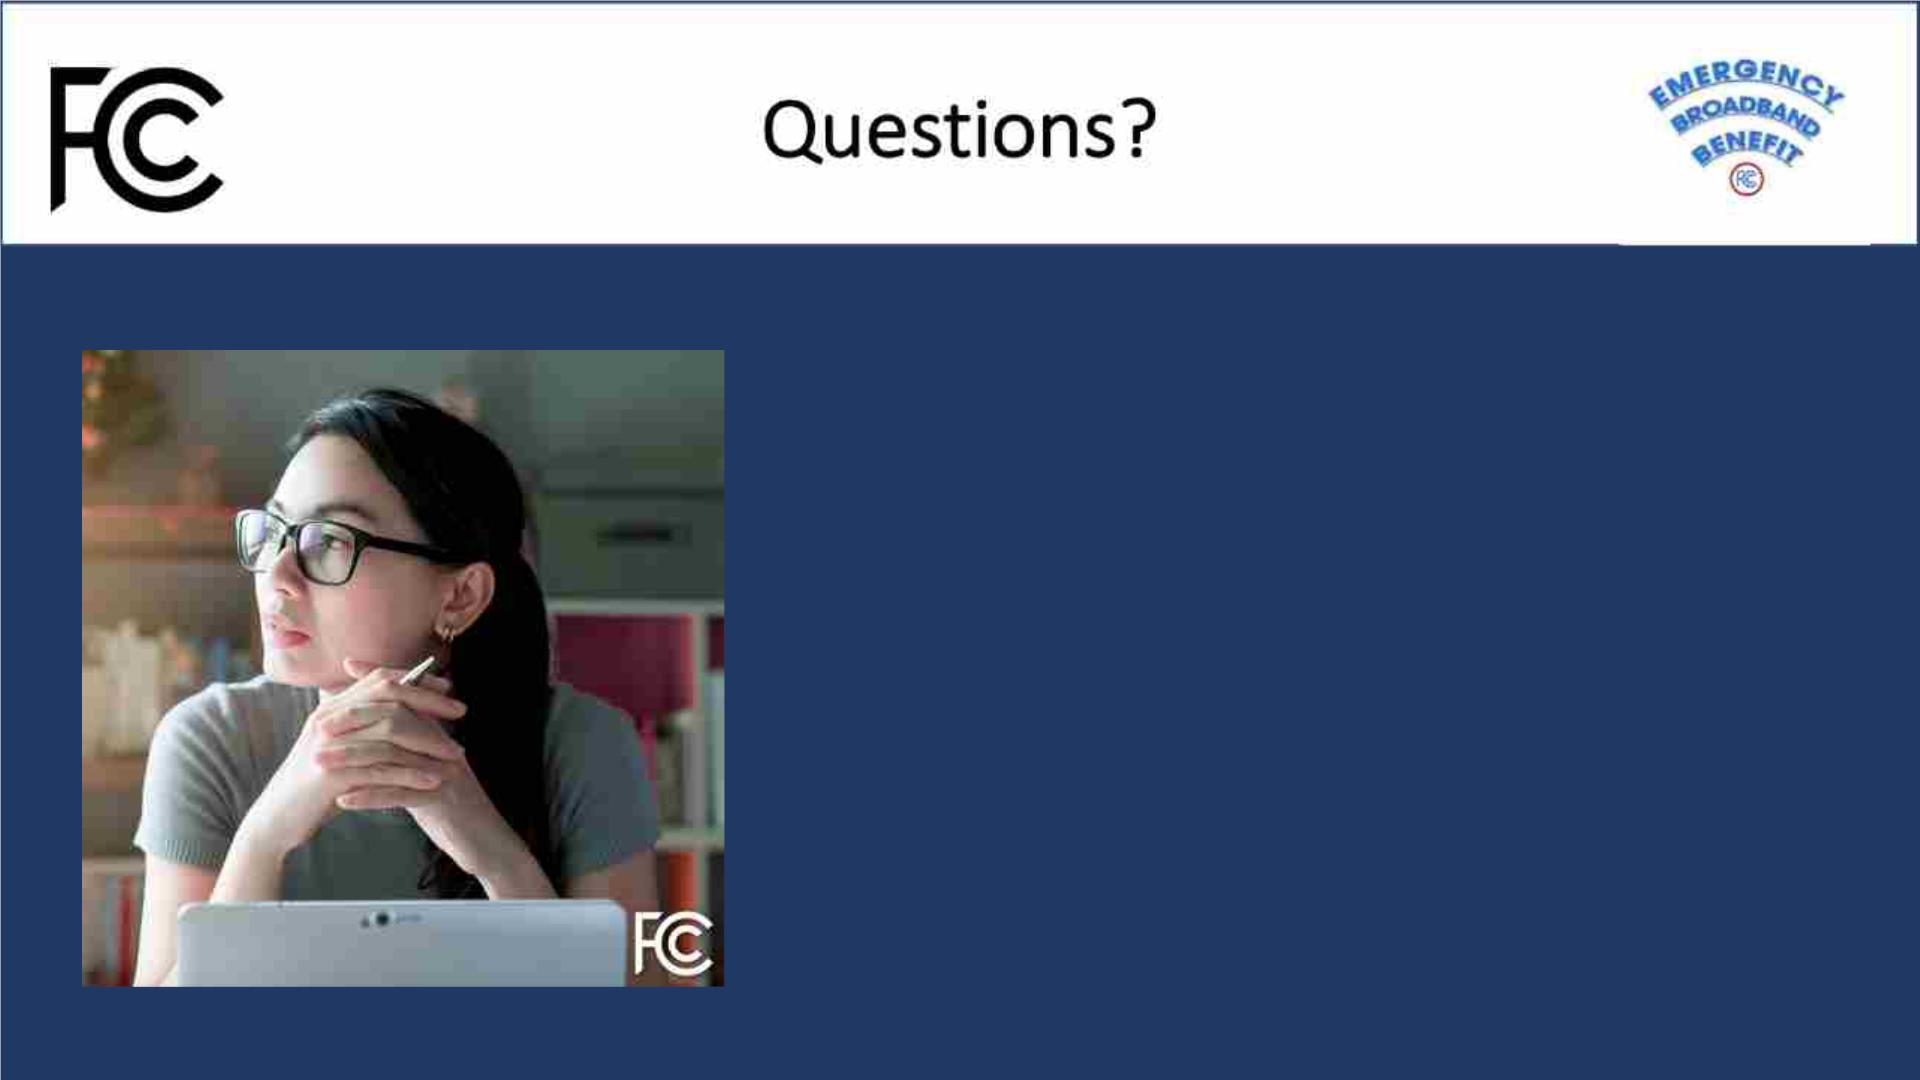 FCC
Questions?
EMERGENCY
BROADBAND
BENEFIT
FCC
FCC